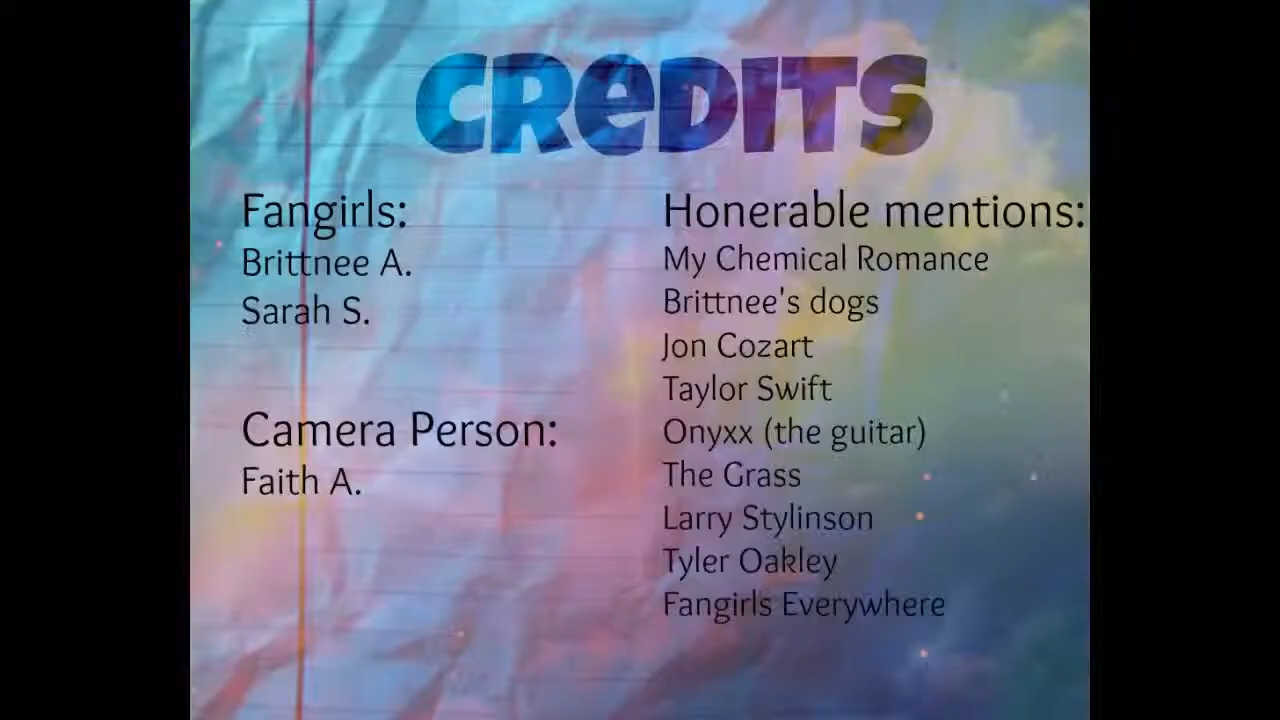 CReDITS
Fangirls:
Brittnee A.
Sarah S.
Camera Person:
Faith A.
Honerable mentions:
My Chemical Romance
Brittnee's dogs
Jon Cozart
Taylor Swift
Onyxx (the guitar)
The Grass
Larry Stylinson
Tyler Oakley
Fangirls Everywhere